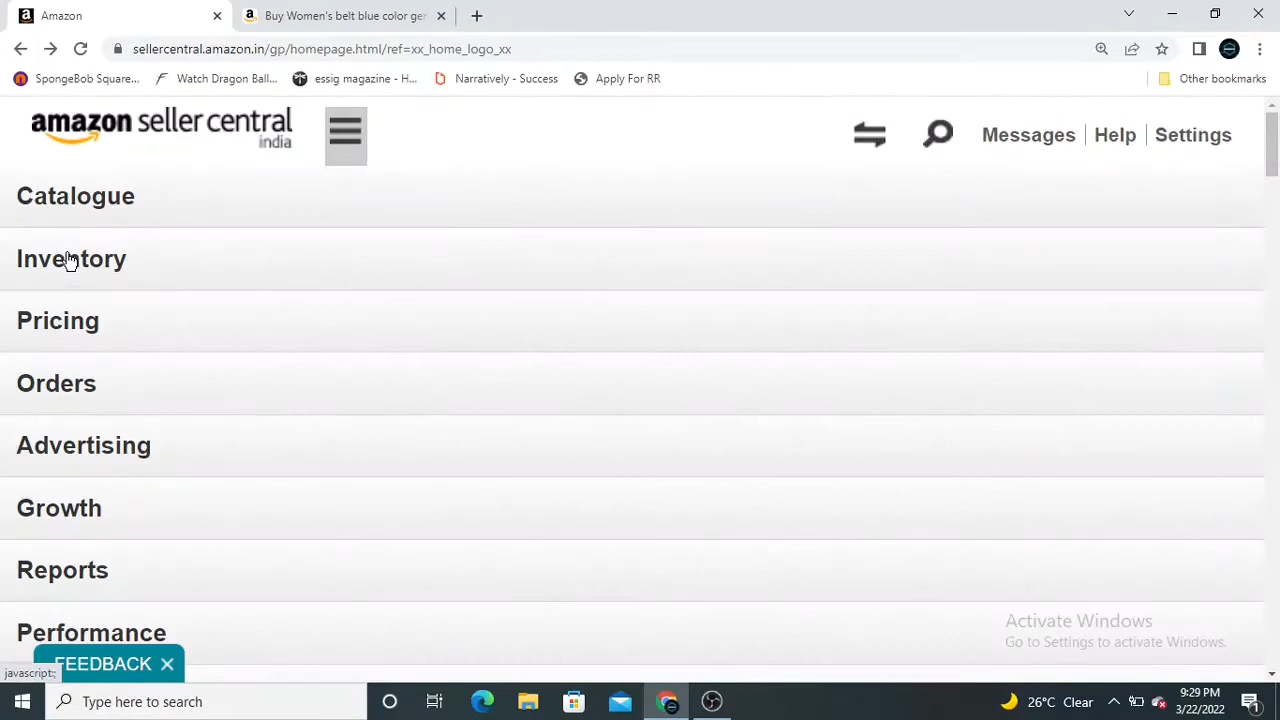 Amazon
Buy Women's belt blue color ger
sellercentral.amazon.in/gp/homepage.html/ref=xx_home_logo_xx
SpongeBob Square...
Watch Dragon Ball...
essig magazine - H...
Narratively - Success
Apply For RR
Other bookmarks
amazon seller central
india
Messages
Help
Settings
Catalogue
Inventory
Pricing
Orders
Advertising
Growth
Reports
Performance
Activate Windows
Go to Settings to activate Windows.
FEEDBACK
javascript:;
Type here to search
26°C Clear
9:29 PM
3/22/2022
1